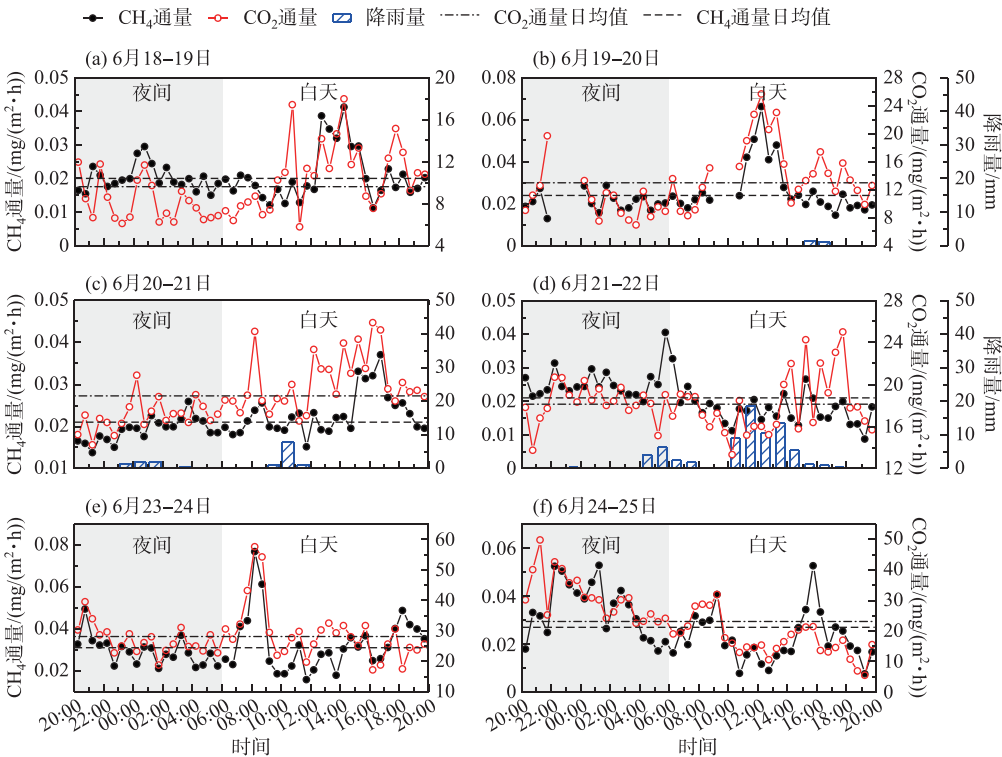 CH₄通量 CO₂通量 降雨量 CO₂通量日均值 CH₄通量日均值
(a) 6月18–19日
夜间 白天
CH₄通量/(mg/(m²·h))
0.05 0.04 0.03 0.02 0.01 0
20 16 12 8 4
(b) 6月19–20日
夜间 白天
0.08 0.06 0.04 0.02 0
28 24 20 16 12 8 4
CO₂通量/(mg/(m²·h))
50 40 30 20 10 0
降雨量/mm
(c) 6月20–21日
夜间 白天
CH₄通量/(mg/(m²·h))
0.05 0.04 0.03 0.02 0.01
50 40 30 20 10 0
(d) 6月21–22日
夜间 白天
0.05 0.04 0.03 0.02 0.01 0
28 24 20 16 12
CO₂通量/(mg/(m²·h))
50 40 30 20 10 0
降雨量/mm
(e) 6月23–24日
夜间 白天
CH₄通量/(mg/(m²·h))
0.08 0.06 0.04 0.02
60 50 40 30 20 10
20:00 22:00 00:00 02:00 04:00 06:00 08:00 10:00 12:00 14:00 16:00 18:00 20:00
时间
(f) 6月24–25日
夜间 白天
0.06 0.04 0.02 0
50 40 30 20 10 0
CO₂通量/(mg/(m²·h))
20:00 22:00 00:00 02:00 04:00 06:00 08:00 10:00 12:00 14:00 16:00 18:00 20:00
时间